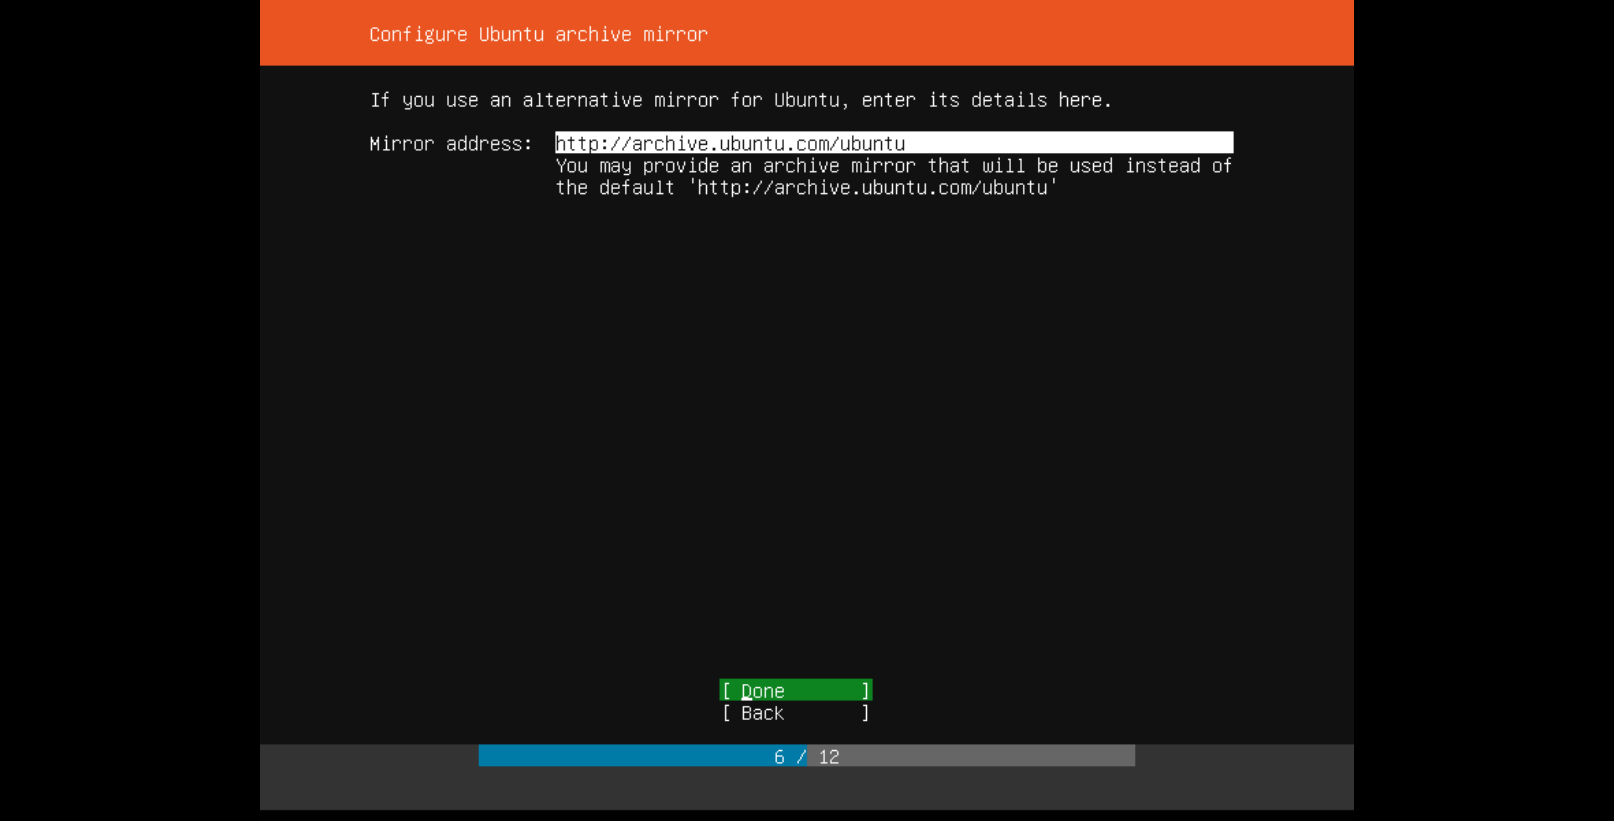 Configure Ubuntu archive mirror
If you use an alternative mirror for Ubuntu, enter its details here.
Mirror address: http://archive.ubuntu.com/ubuntu
You may provide an archive mirror that will be used instead of
the default 'http://archive.ubuntu.com/ubuntu'
[ Done ]
[ Back ]
6 / 12